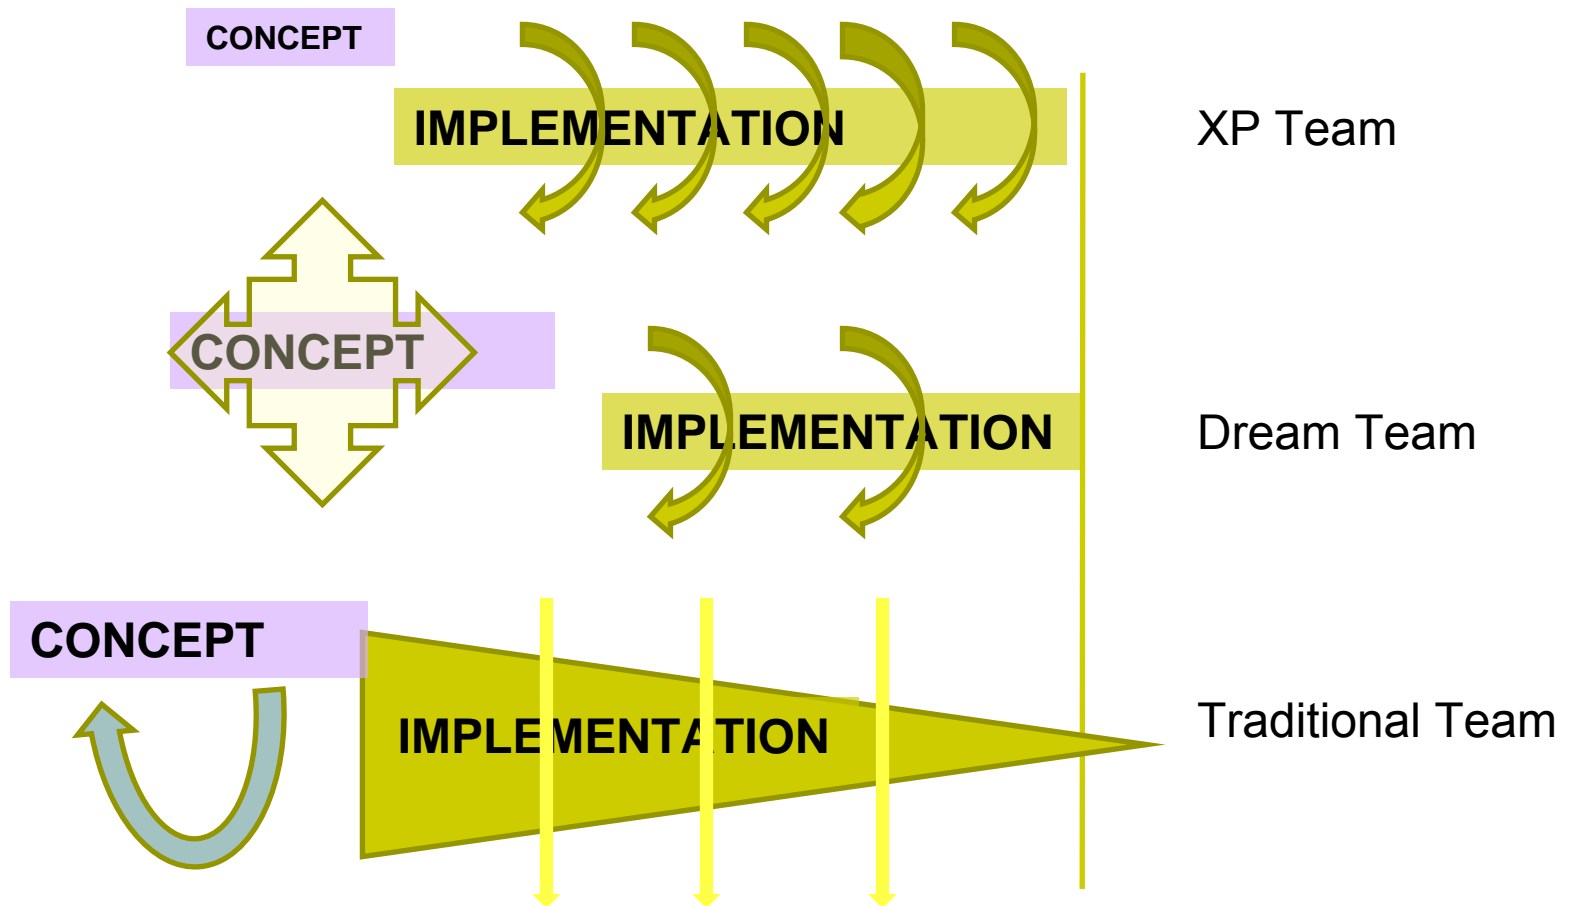 CONCEPT
IMPLEMENTATION
XP Team
CONCEPT
IMPLEMENTATION
Dream Team
CONCEPT
IMPLEMENTATION
Traditional Team